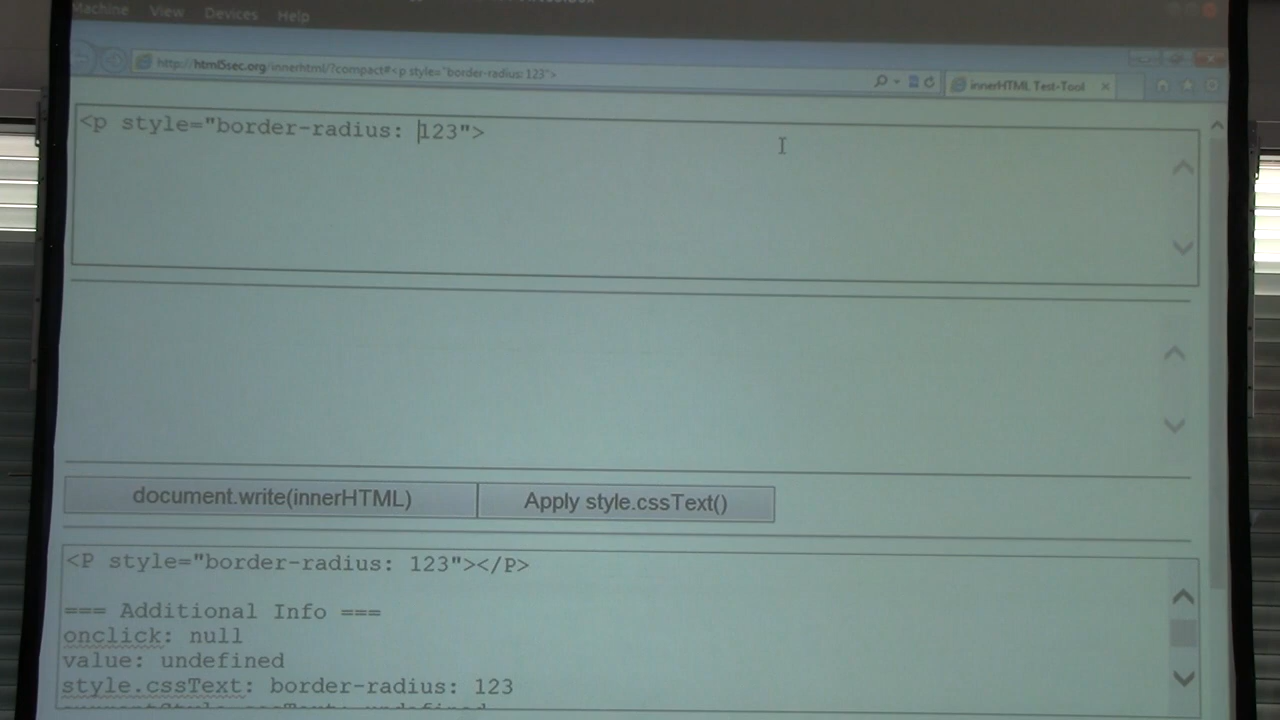 Machine View Devices Help
http://html5sec.org/innerhtml/?compact#<p style="border-radius: 123"> innerHTML Test-Tool
<p style="border-radius: 123">
document.write(innerHTML) Apply style.cssText()
<P style="border-radius: 123"></P>
=== Additional Info ===
onclick: null
value: undefined
style.cssText: border-radius: 123